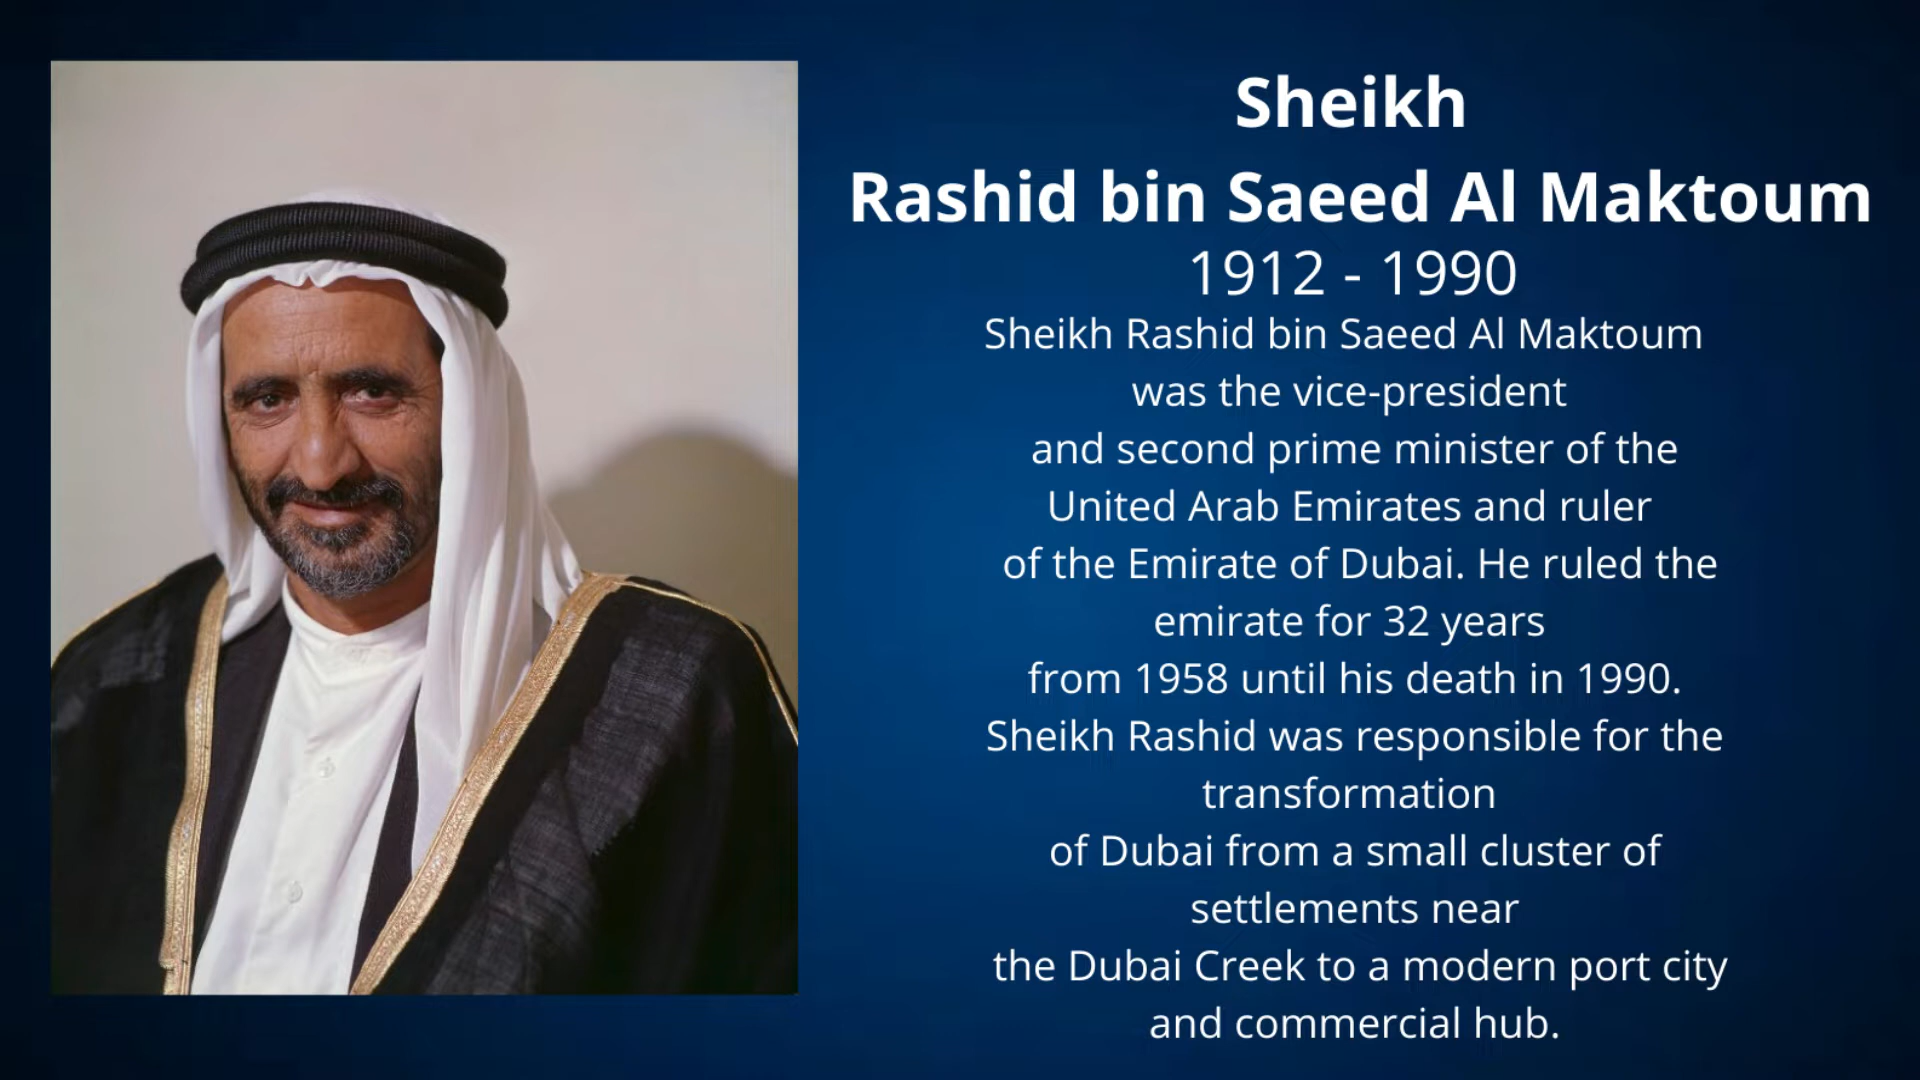 Sheikh
Rashid bin Saeed Al Maktoum
1912 - 1990
Sheikh Rashid bin Saeed Al Maktoum
was the vice-president
and second prime minister of the
United Arab Emirates and ruler
of the Emirate of Dubai. He ruled the
emirate for 32 years
from 1958 until his death in 1990.
Sheikh Rashid was responsible for the
transformation
of Dubai from a small cluster of
settlements near
the Dubai Creek to a modern port city
and commercial hub.